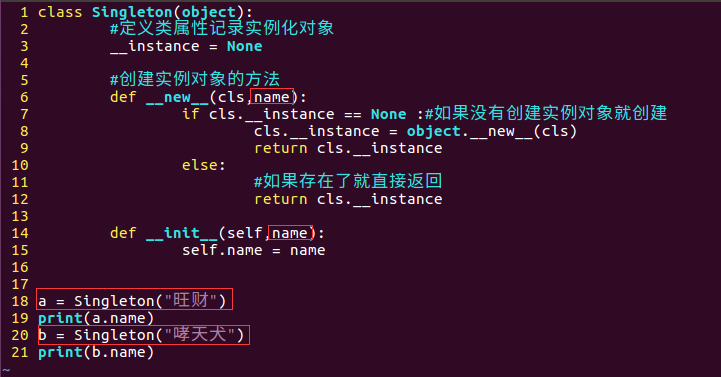 1 class Singleton(object):
2         #定义类属性记录实例化对象
3         __instance = None
4
5         #创建实例对象的方法
6         def __new__(cls,name):
7                 if cls.__instance == None :#如果没有创建实例对象就创建
8                         cls.__instance = object.__new__(cls)
9                         return cls.__instance
10                 else:
11                         #如果存在了就直接返回
12                         return cls.__instance
13
14         def __init__(self,name):
15                 self.name = name
16
17
18 a = Singleton("旺财")
19 print(a.name)
20 b = Singleton("哮天犬")
21 print(b.name)
~